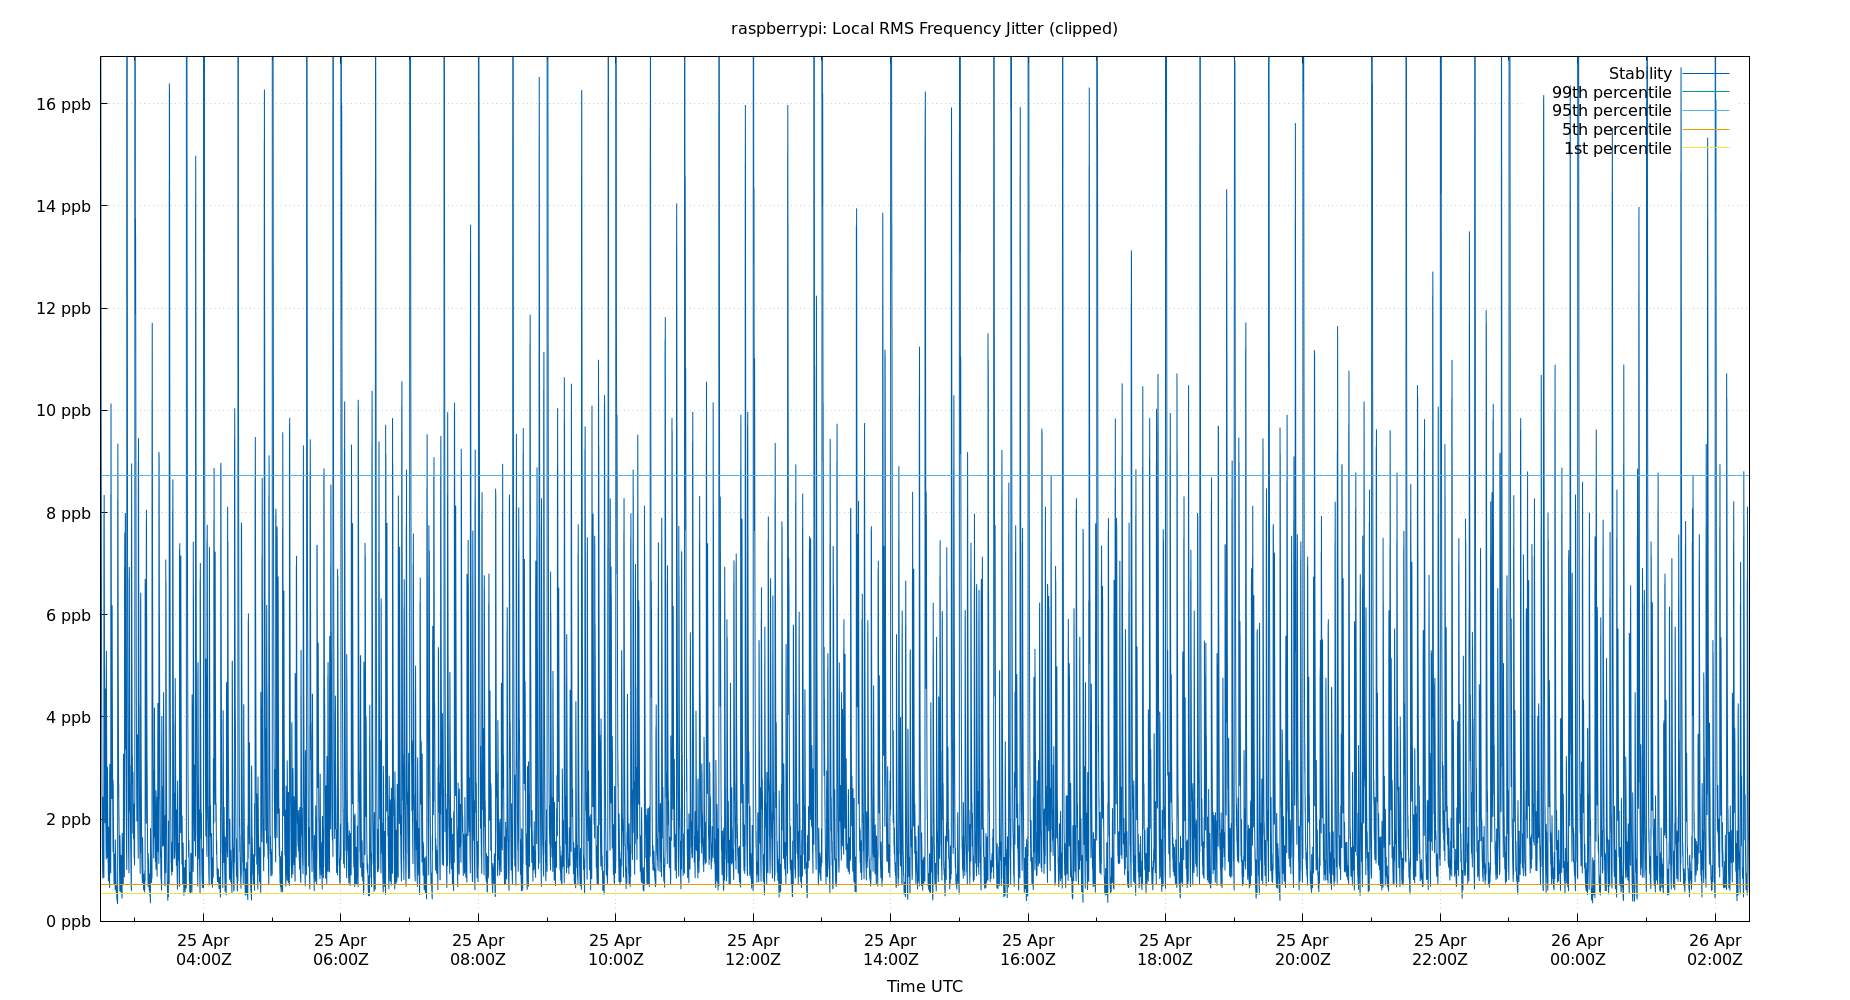 raspberrypi: Local RMS Frequency Jitter (clipped)
Stability
99th percentile
95th percentile
5th percentile
1st percentile
16 ppb
14 ppb
12 ppb
10 ppb
8 ppb
6 ppb
4 ppb
2 ppb
0 ppb
25 Apr 25 Apr 25 Apr 25 Apr 25 Apr 25 Apr 25 Apr 25 Apr 25 Apr 25 Apr 26 Apr 26 Apr
04:00Z 06:00Z 08:00Z 10:00Z 12:00Z 14:00Z 16:00Z 18:00Z 20:00Z 22:00Z 00:00Z 02:00Z
Time UTC